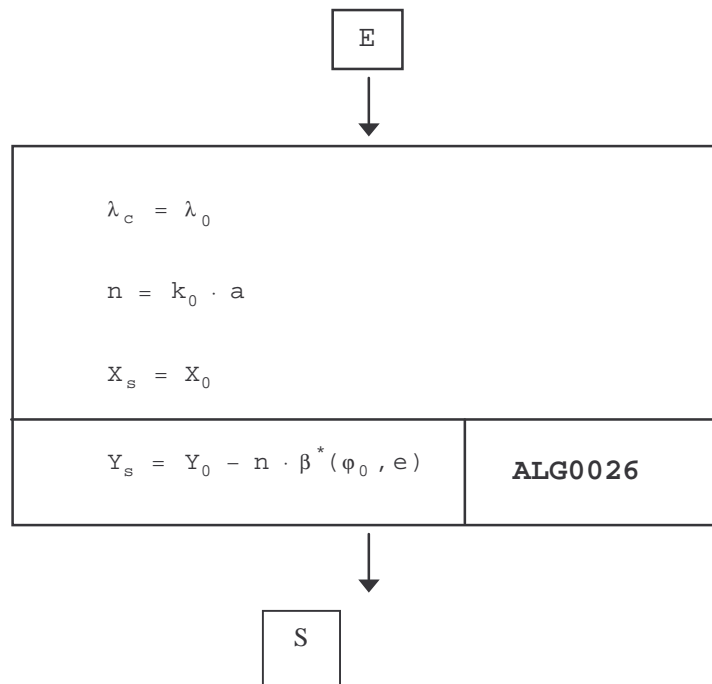 E
λ_c = λ_0
n = k_0 · a
X_s = X_0
Y_s = Y_0 – n · β^*(φ_0 , e)
ALG0026
S